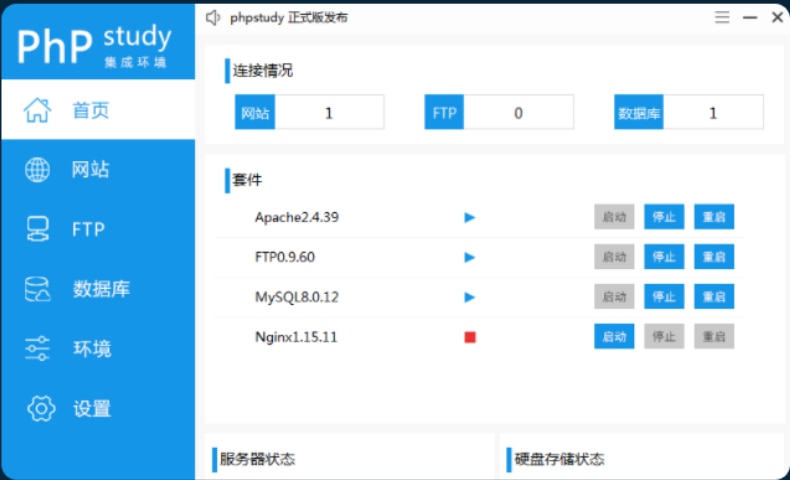 PhP study
集成环境
phpstudy 正式版发布
首页
网站
FTP
数据库
环境
设置
连接情况
网站 1 FTP 0 数据库 1
套件
Apache2.4.39 启动 停止 重启
FTP0.9.60 启动 停止 重启
MySQL8.0.12 启动 停止 重启
Nginx1.15.11 启动 停止 重启
服务器状态 硬盘存储状态